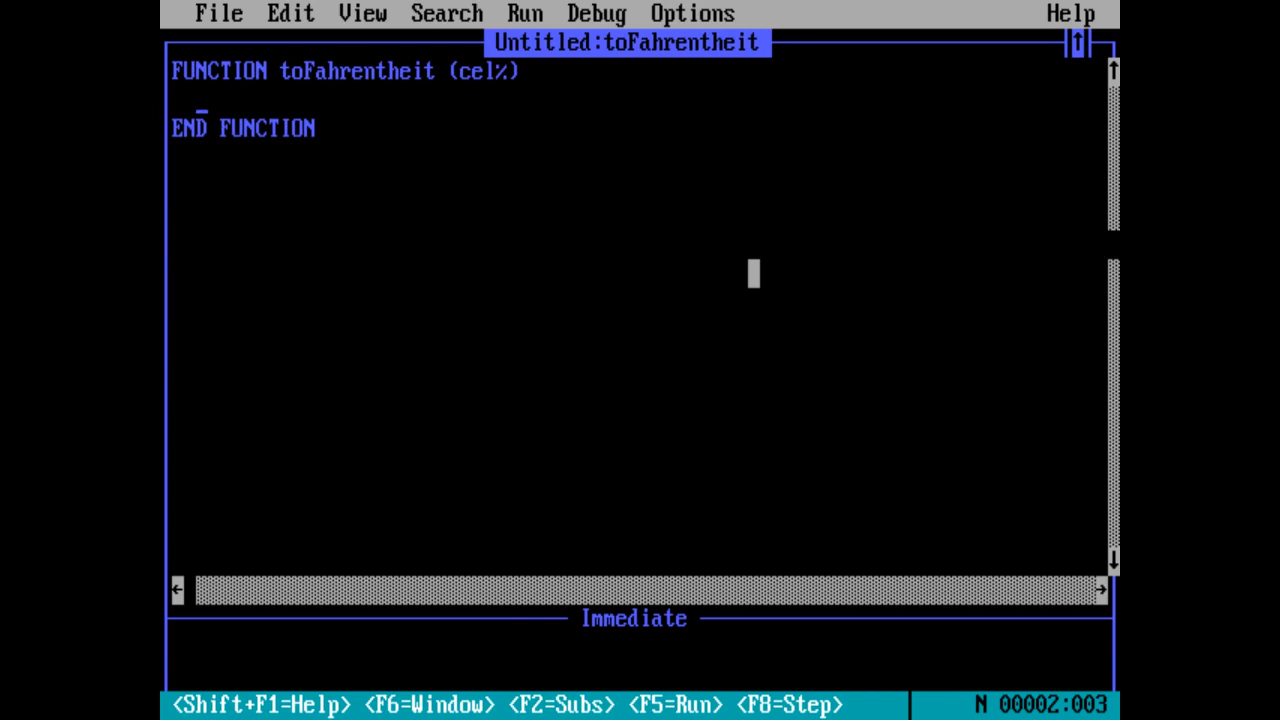 File Edit View Search Run Debug Options Help
Untitled:toFahrentheit
FUNCTION toFahrentheit (cel%)
END FUNCTION
Immediate
<Shift+F1=Help> <F6=Window> <F2=Subs> <F5=Run> <F8=Step> N 00002:003